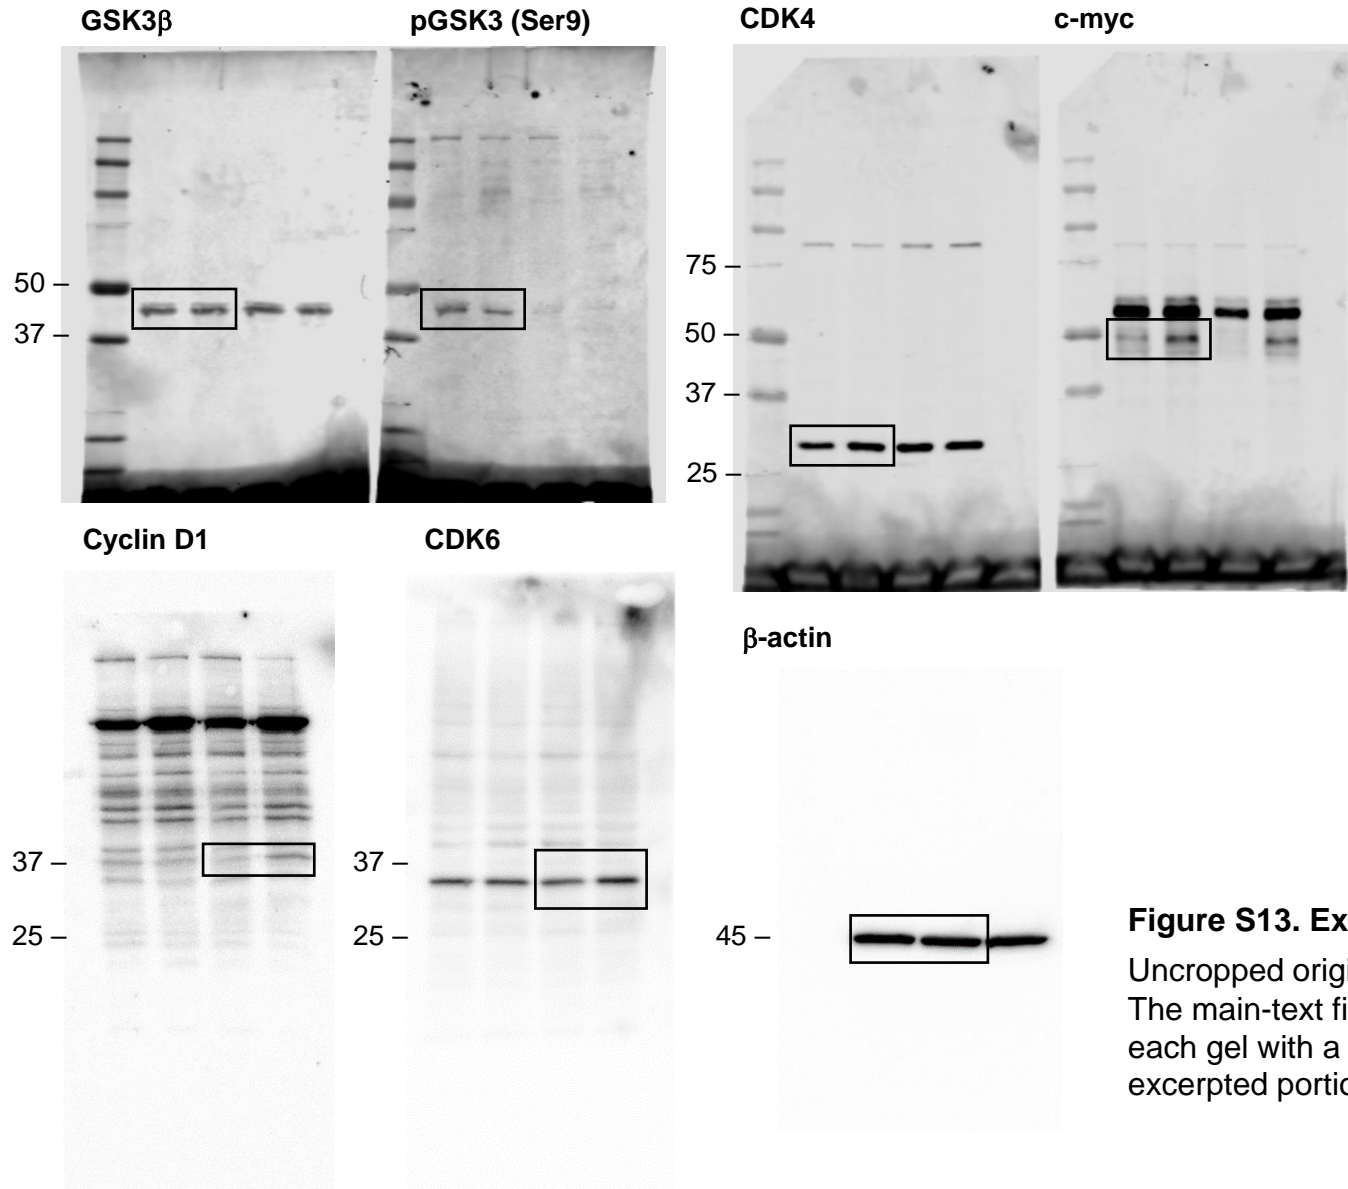 GSK3β
pGSK3 (Ser9)
CDK4
c-myc
50 –
37 –
75 –
50 –
37 –
25 –
Cyclin D1
CDK6
37 –
25 –
37 –
25 –
β-actin
45 –
Figure S13. Ex
Uncropped origi
The main-text fi
each gel with a
excerpted portio